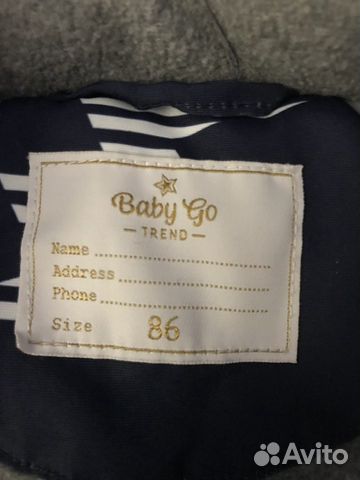 Baby Go
— TREND —
Name
Address
Phone
Size 86
Avito